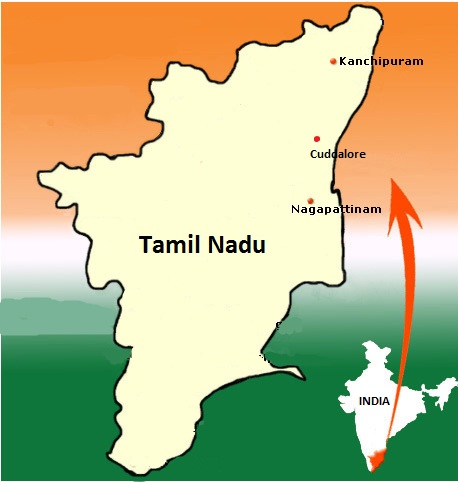 Kanchipuram
Cuddalore
Nagapattinam
Tamil Nadu
INDIA